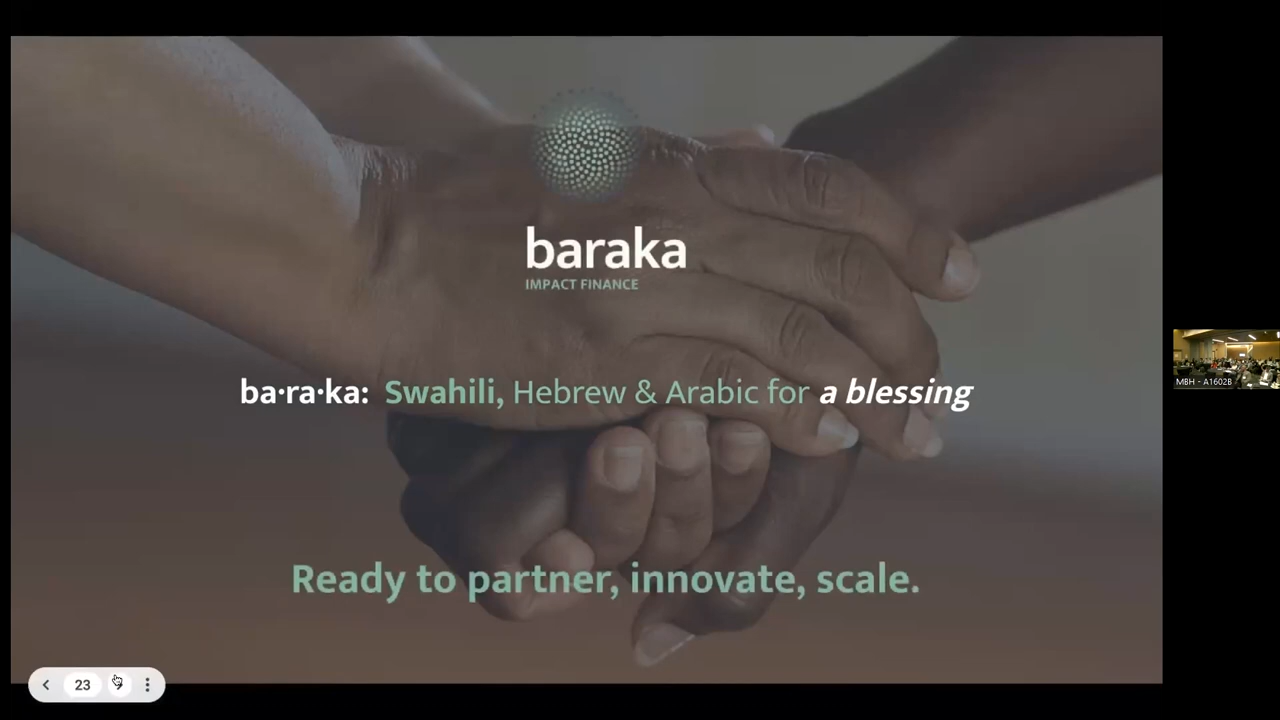 baraka
IMPACT FINANCE
ba·ra·ka: Swahili, Hebrew & Arabic for a blessing
Ready to partner, innovate, scale.
23
MBH - A1602B